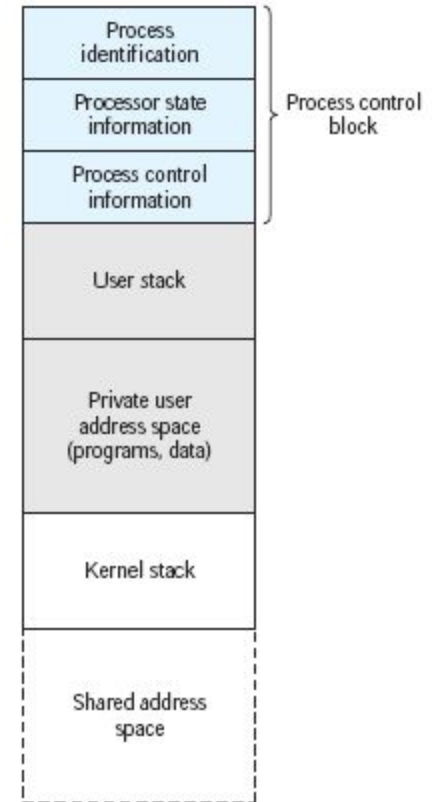 Process
identification
Processor state
information
Process control
block
Process control
information
User stack
Private user
address space
(programs, data)
Kernel stack
Shared address
space